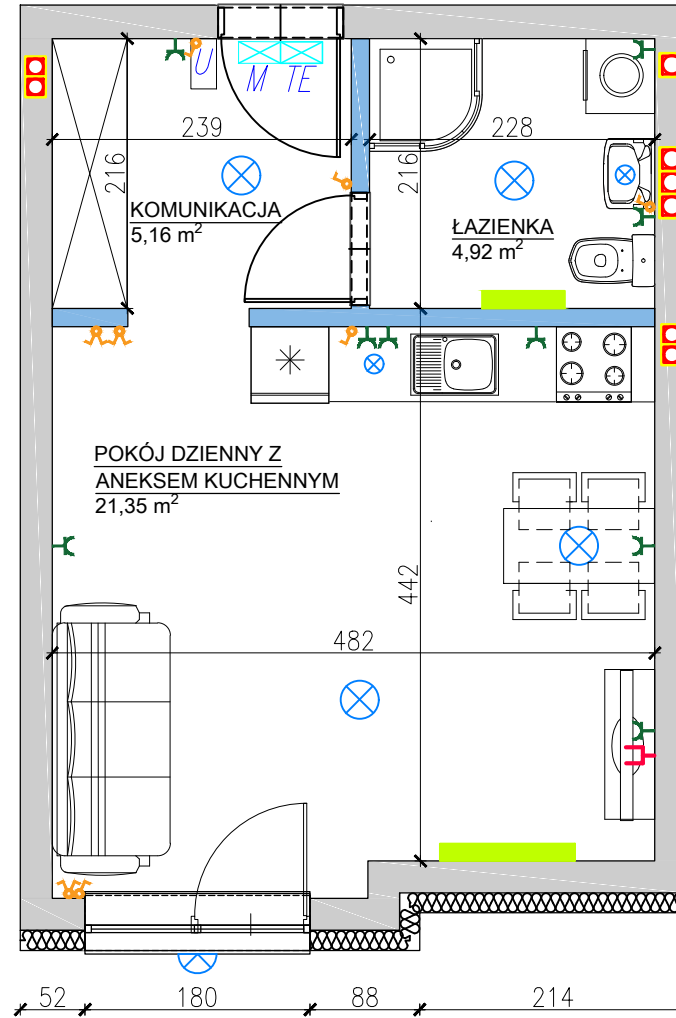 U
M TE
239
228
216
216
KOMUNIKACJA
5,16 m²
ŁAZIENKA
4,92 m²
POKÓJ DZIENNY Z
ANEKSEM KUCHENNYM
21,35 m²
442
482
52
180
88
214